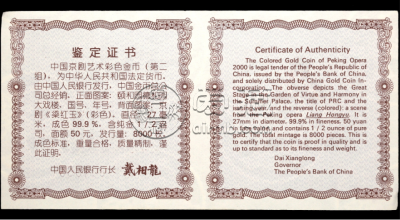 鉴定证书
中国京剧艺术彩色金币（第二
组），为中华人民共和国法定货币，
由中国人民银行发行，中国金币总公司
总经销。正面图案：颐和园德和园
大戏楼、国号、年号，背面图案：京
剧《梁红玉》（彩色）。直径27毫
米，成色99.9%，含纯金1/2盎
司，面额50元，发行量：8000枚。
成色标准，重量合格，质量精制，谨
此证明。
中国人民银行行长 戴相龙
Certificate of Authenticity
The Colored Gold Coin of Peking Opera
2000 is legal tender of the People's Republic of
China, issued by the People's Bank of China,
and solely distributed by China Gold Coin In-
corporation. The obverse depicts the Great
Stage in the Garden of Virtue and Harmony in
the Summer Palace, the title of PRC and the
mintage year, and the reverse (colored): a scene
from the Peking opera Liang Hongyu. It is
27mm in diameter, 99.9% in fineness, 50 yuan
in face value, and contains 1/2 ounce of pure
gold. The total mintage is 8000 pieces. This is
to certify that the coin is proof in quality and is
up to standard as to its fineness and weight.
Dai Xianglong
Governor
The People's Bank of China